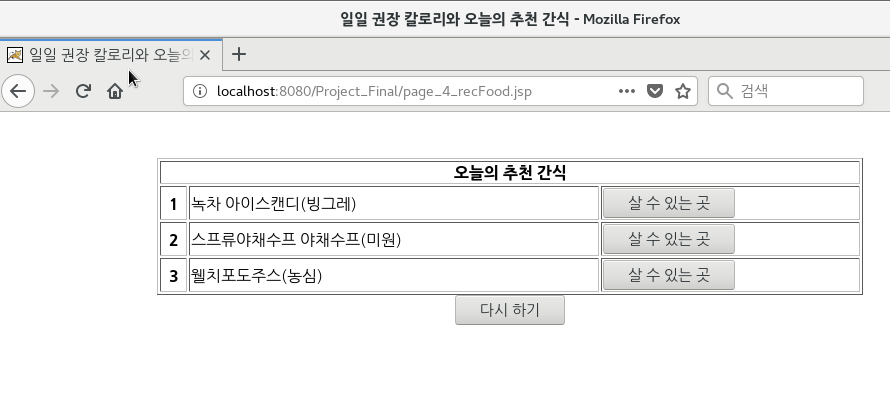 일일 권장 칼로리와 오늘의 추천 간식 - Mozilla Firefox
일일 권장 칼로리와 오늘의
localhost:8080/Project_Final/page_4_recFood.jsp
검색
오늘의 추천 간식
1 녹차 아이스캔디(빙그레) 살 수 있는 곳
2 스프류야채수프 야채수프(미원) 살 수 있는 곳
3 웰치포도주스(농심) 살 수 있는 곳
다시 하기